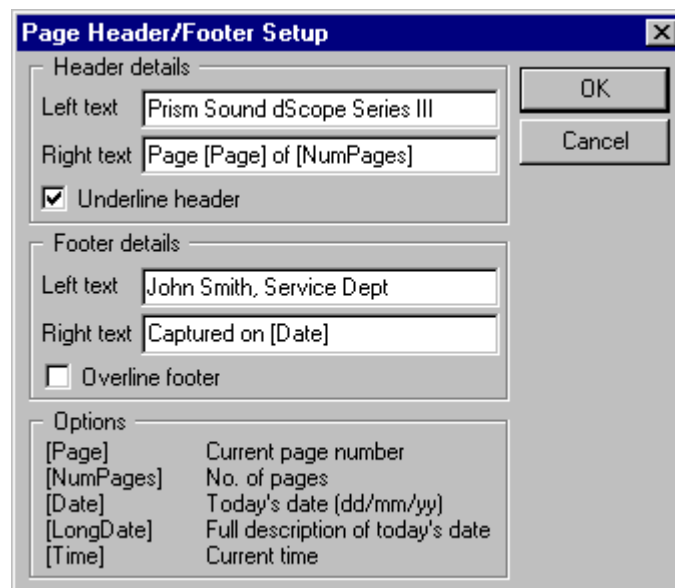 Page Header/Footer Setup
Header details
OK
Left text Prism Sound dScope Series III
Cancel
Right text Page [Page] of [NumPages]
Underline header
Footer details
Left text John Smith, Service Dept
Right text Captured on [Date]
Overline footer
Options
[Page] Current page number
[NumPages] No. of pages
[Date] Today's date (dd/mm/yy)
[LongDate] Full description of today's date
[Time] Current time